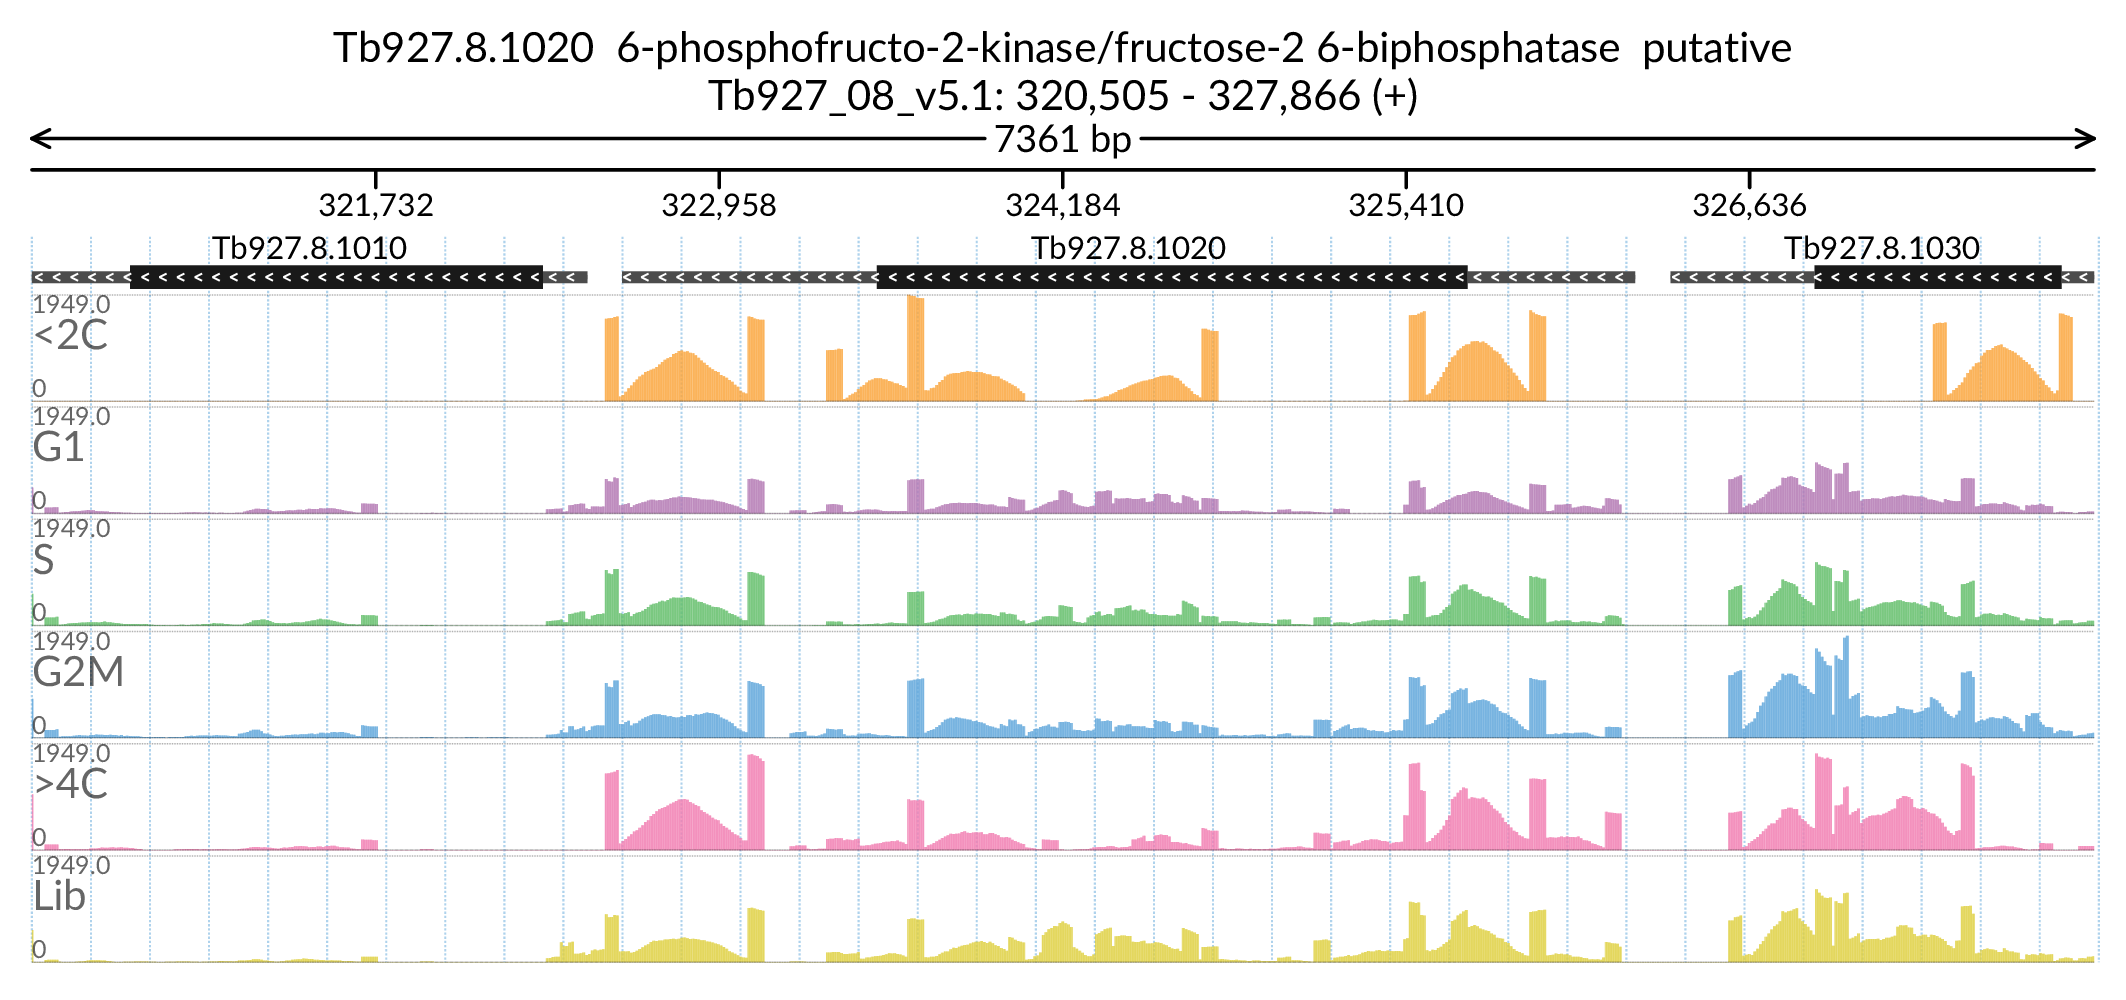 Tb927.8.1020 6-phosphofructo-2-kinase/fructose-2 6-biphosphatase putative
Tb927_08_v5.1: 320,505 - 327,866 (+)
7361 bp
321,732 322,958 324,184 325,410 326,636
Tb927.8.1010 Tb927.8.1020 Tb927.8.1030
1949.0
<2C
0
1949.0
G1
0
1949.0
S
0
1949.0
G2M
0
1949.0
>4C
0
1949.0
Lib
0